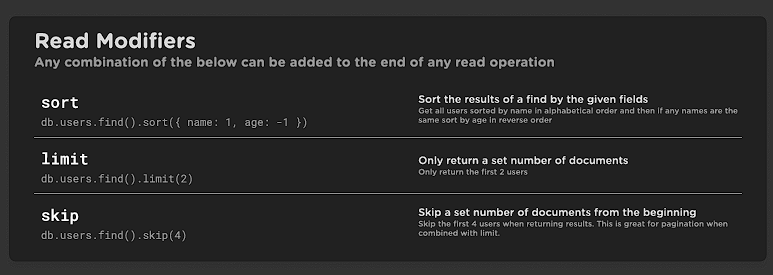 Read Modifiers
Any combination of the below can be added to the end of any read operation
sort
db.users.find().sort({ name: 1, age: -1 })
Sort the results of a find by the given fields
Get all users sorted by name in alphabetical order and then if any names are the
same sort by age in reverse order
limit
db.users.find().limit(2)
Only return a set number of documents
Only return the first 2 users
skip
db.users.find().skip(4)
Skip a set number of documents from the beginning
Skip the first 4 users when returning results. This is great for pagination when
combined with limit.